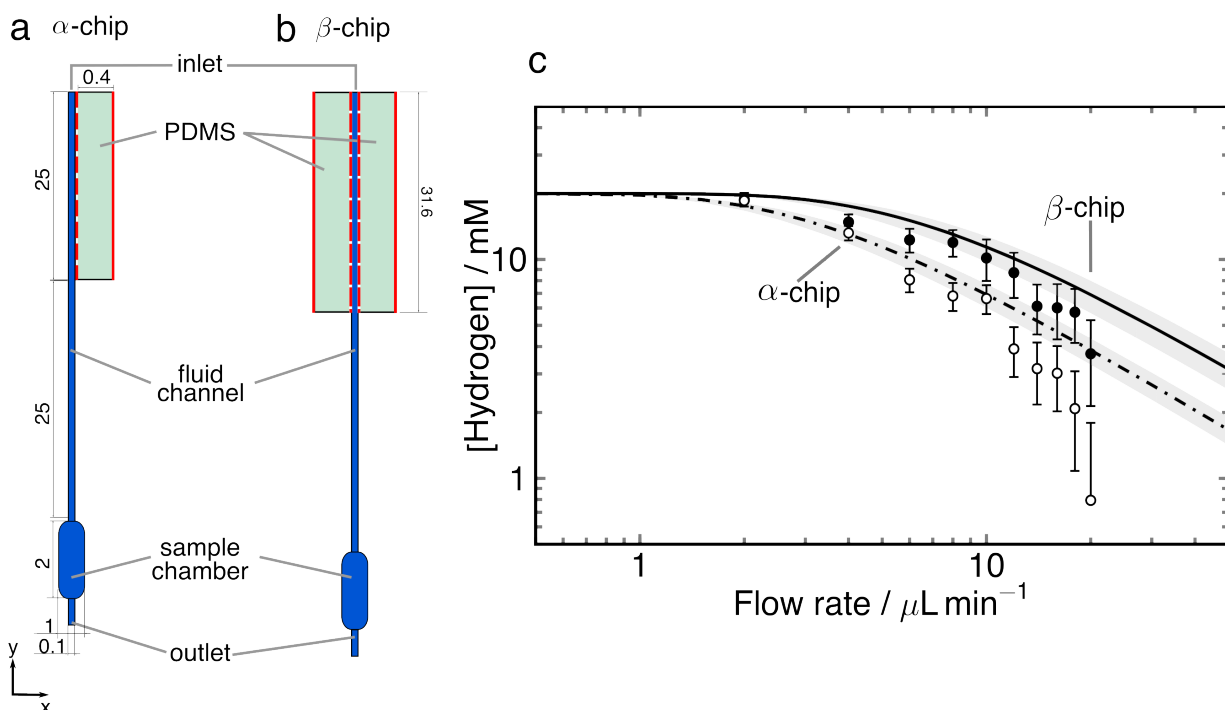 a
α-chip
b
β-chip
c
inlet
0.4
PDMS
25
31.6
fluid
channel
25
sample
chamber
2
1
0.1
outlet
y
x
[Hydrogen] / mM
10
1
β-chip
α-chip
1
10
Flow rate / μL min⁻¹